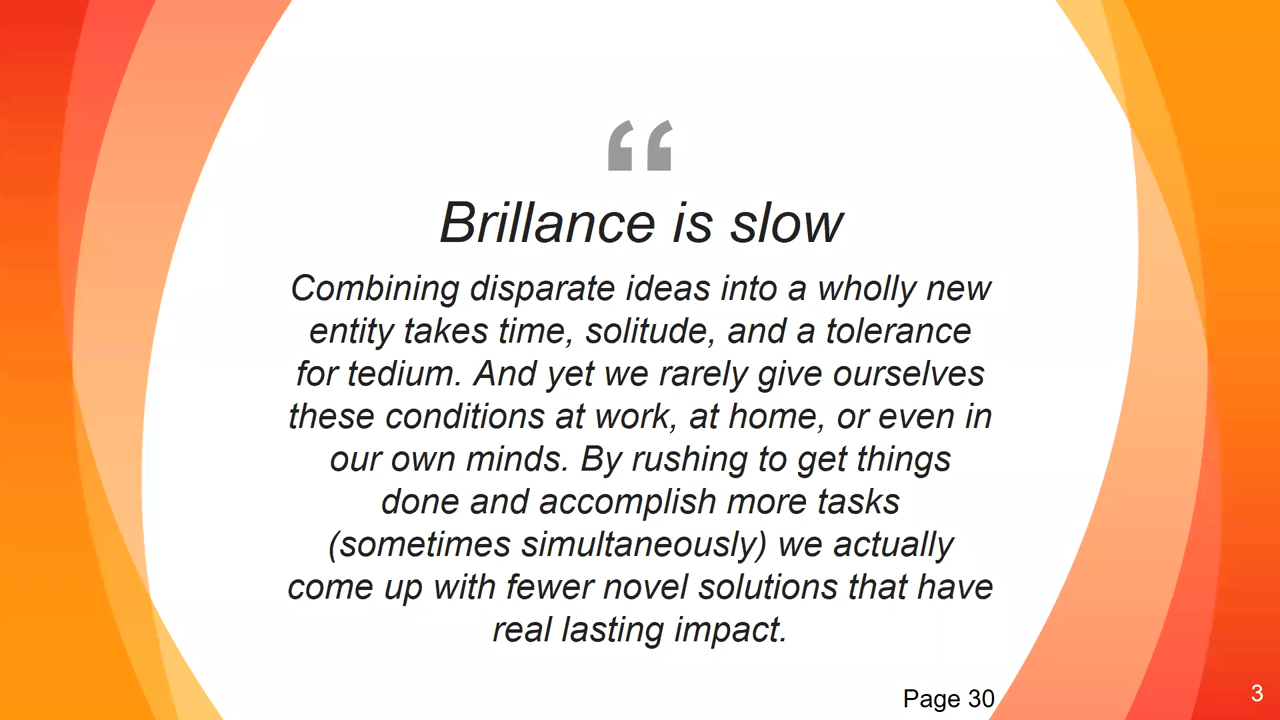 “
Brillance is slow
Combining disparate ideas into a wholly new
entity takes time, solitude, and a tolerance
for tedium. And yet we rarely give ourselves
these conditions at work, at home, or even in
our own minds. By rushing to get things
done and accomplish more tasks
(sometimes simultaneously) we actually
come up with fewer novel solutions that have
real lasting impact.
Page 30
3